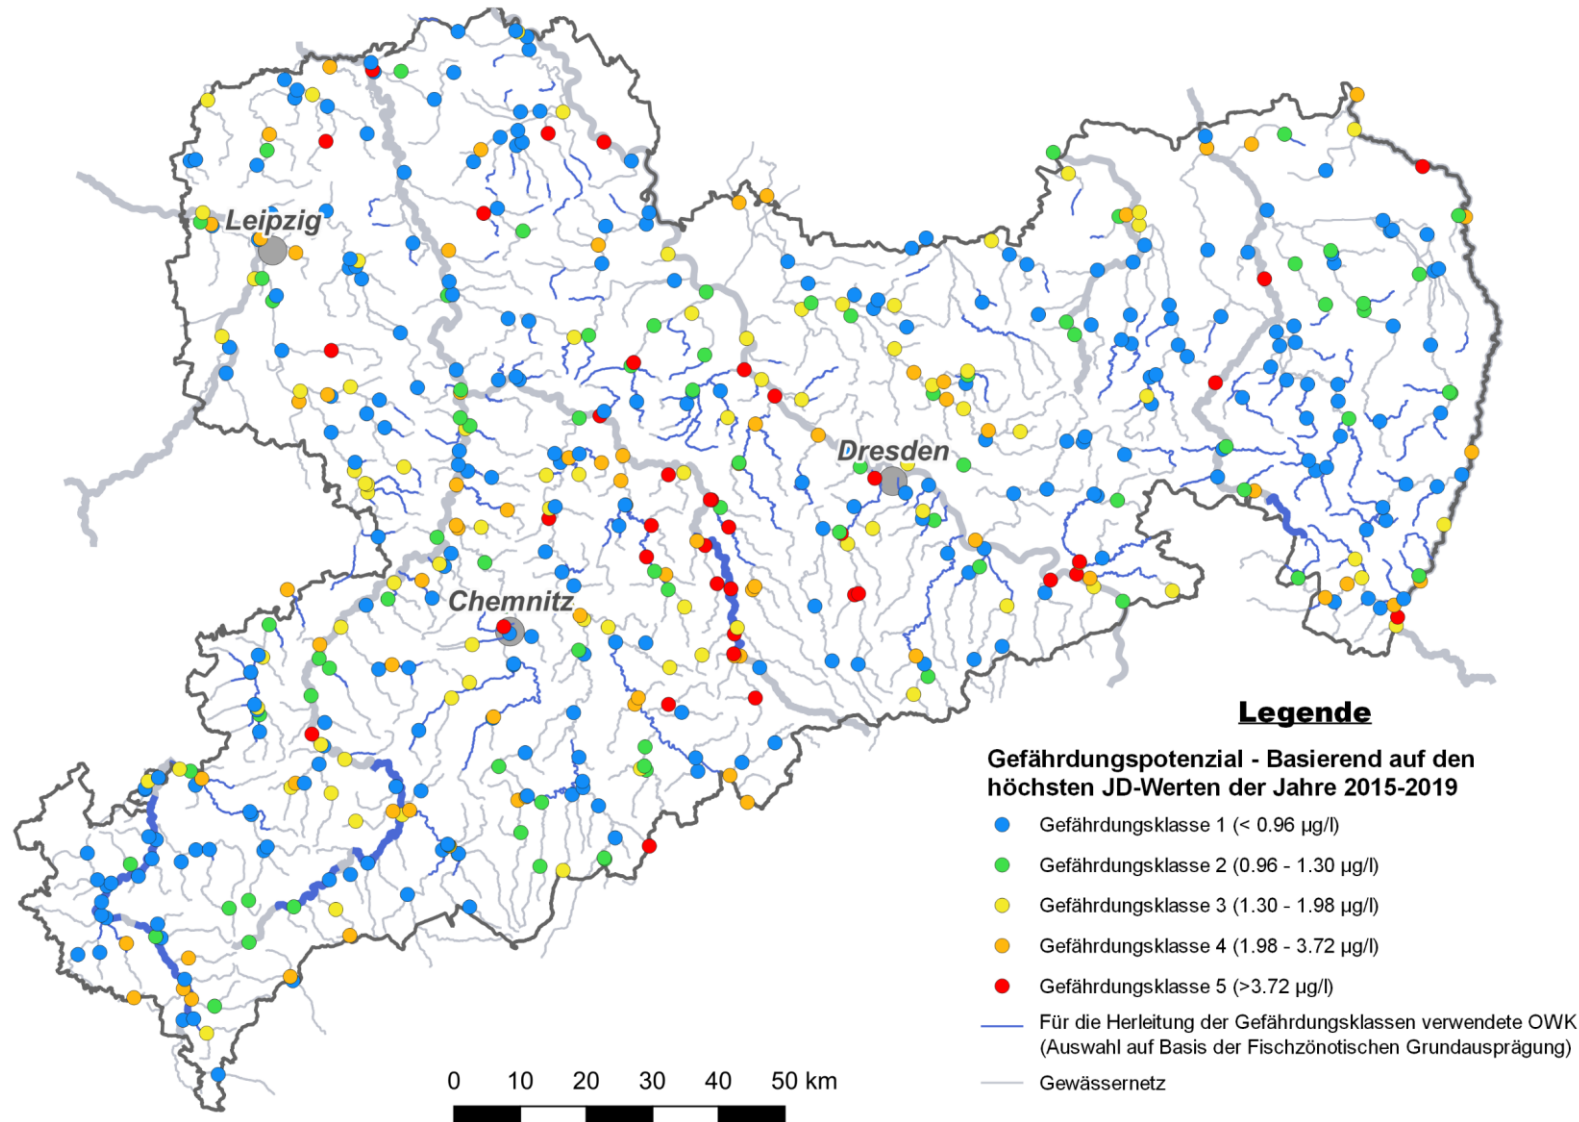 Leipzig
Dresden
Chemnitz
Legende
Gefährdungspotenzial - Basierend auf den
höchsten JD-Werten der Jahre 2015-2019
Gefährdungsklasse 1 (< 0.96 µg/l)
Gefährdungsklasse 2 (0.96 - 1.30 µg/l)
Gefährdungsklasse 3 (1.30 - 1.98 µg/l)
Gefährdungsklasse 4 (1.98 - 3.72 µg/l)
Gefährdungsklasse 5 (>3.72 µg/l)
Für die Herleitung der Gefährdungsklassen verwendete OWK
(Auswahl auf Basis der Fischzönotischen Grundausprägung)
Gewässernetz
0 10 20 30 40 50 km